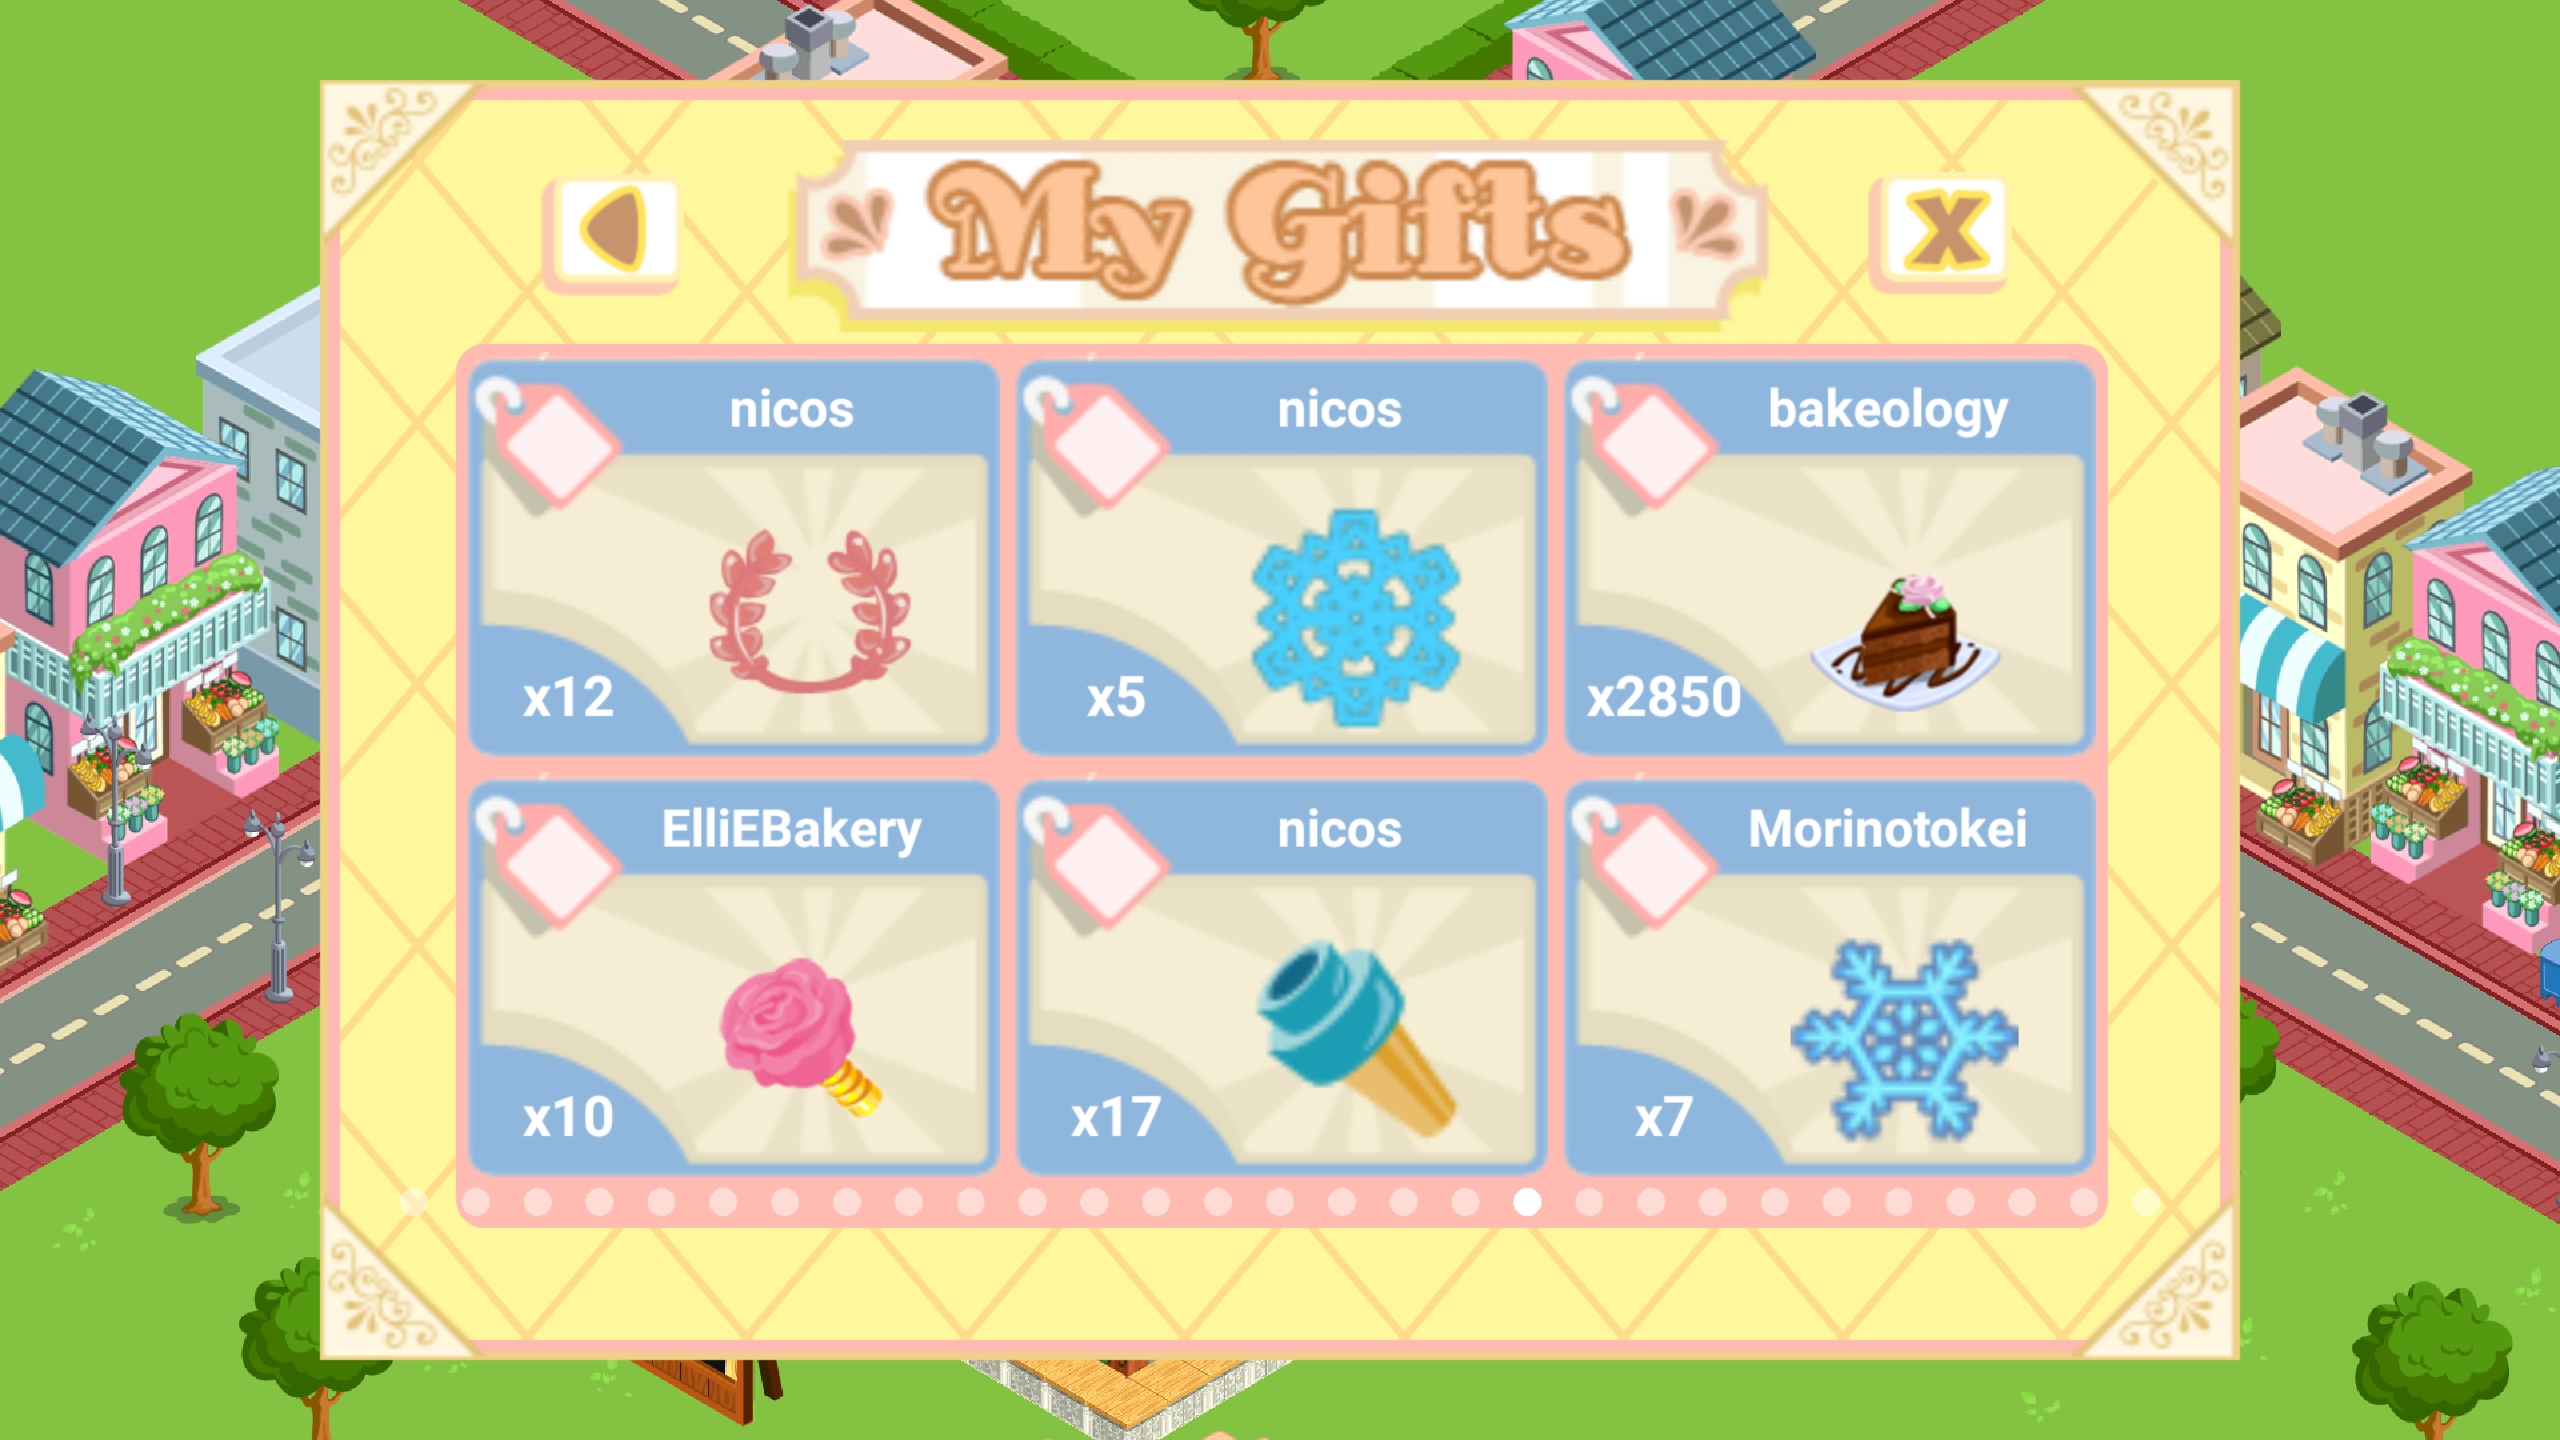 My Gifts
X
nicos
x12
nicos
x5
bakeology
x2850
ElliEBakery
x10
nicos
x17
Morinotokei
x7